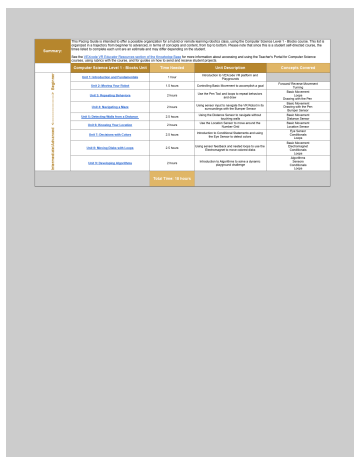 Summary:
This Pacing Guide is intended to offer a possible organization for a hybrid or remote learning robotics class, using the Computer Science Level 1 - Blocks course. This list is
organized in a trajectory from beginner to advanced, in terms of concepts and content, from top to bottom. Please note that since this is a student self-directed course, the
times listed to complete each unit are an estimate and may differ depending on the student.
See the VEXcode VR Educator Resources section of the Knowledge Base for more information about accessing and using the Teacher's Portal for Computer Science
courses, using rubrics with the course, and for guides on how to send and receive student projects.
Computer Science Level 1 - Blocks Unit Time Needed Unit Description Concepts Covered
Beginner
Unit 1: Introduction and Fundamentals 1 hour Introduction to VEXcode VR platform and
Playgrounds
Unit 2: Moving Your Robot 1.5 hours Controlling Basic Movement to accomplish a goal Forward Reverse Movement
Turning
Unit 3: Repeating Behaviors 2 hours Use the Pen Tool and loops to repeat behaviors
and draw Basic Movement
Loops
Drawing with the Pen
Unit 4: Navigating a Maze 2 hours Using sensor input to navigate the VR Robot in its
surroundings with the Bumper Sensor Basic Movement
Drawing with the Pen
Bumper Sensor
Unit 5: Detecting Walls from a Distance 2.5 hours Using the Distance Sensor to navigate without
touching walls Basic Movement
Distance Sensor
Unit 6: Knowing Your Location 2 hours Use the Location Sensor to move around the
Number Grid Basic Movement
Location Sensor
Unit 7: Decisions with Colors 2.5 hours Introduction to Conditional Statements and using
the Eye Sensor to detect colors Eye Sensor
Conditionals
Loops
Unit 8: Moving Disks with Loops 2.5 hours Using sensor feedback and nested loops to use the
Electromagnet to move colored disks Basic Movement
Electromagnet
Conditionals
Loops
Unit 9: Developing Algorithms 2 hours Introduction to Algorithms to solve a dynamic
playground challenge Algorithms
Sensors
Conditionals
Loops
Total Time: 18 hours